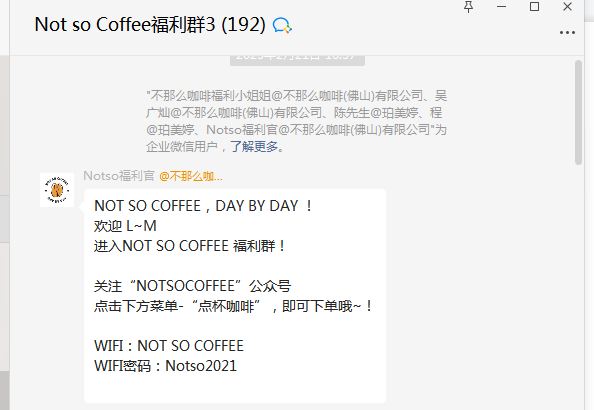 Not so Coffee福利群3 (192)
"不那么咖啡福利小姐姐@不那么咖啡(佛山)有限公司、吴
广灿@不那么咖啡(佛山)有限公司、陈先生@珀美婷、程
@珀美婷、Notso福利官@不那么咖啡(佛山)有限公司"为
企业微信用户，了解更多。
Notso福利官 @不那么咖...
NOT SO COFFEE，DAY BY DAY ！
欢迎 L~M
进入NOT SO COFFEE 福利群！
关注“NOTSOCOFFEE”公众号
点击下方菜单-“点杯咖啡”，即可下单哦~！
WIFI：NOT SO COFFEE
WIFI密码：Notso2021